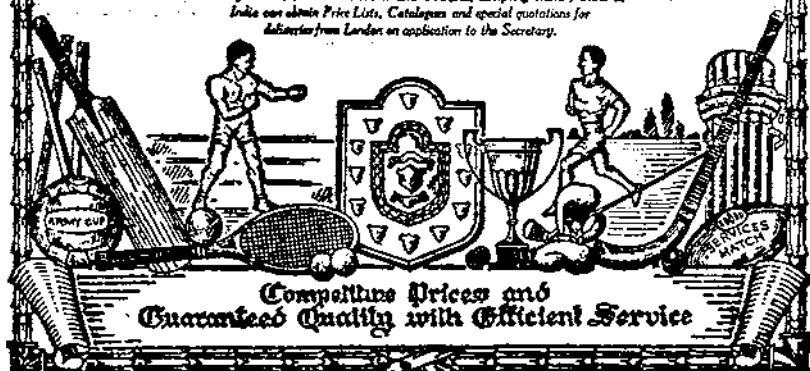 India can obtain Price Lists, Catalogues and special quotations for
deliveries from London on application to the Secretary.
ARMY CUP
SERVICES
MATCH
Competitive Prices and
Guaranteed Quality with Efficient Service